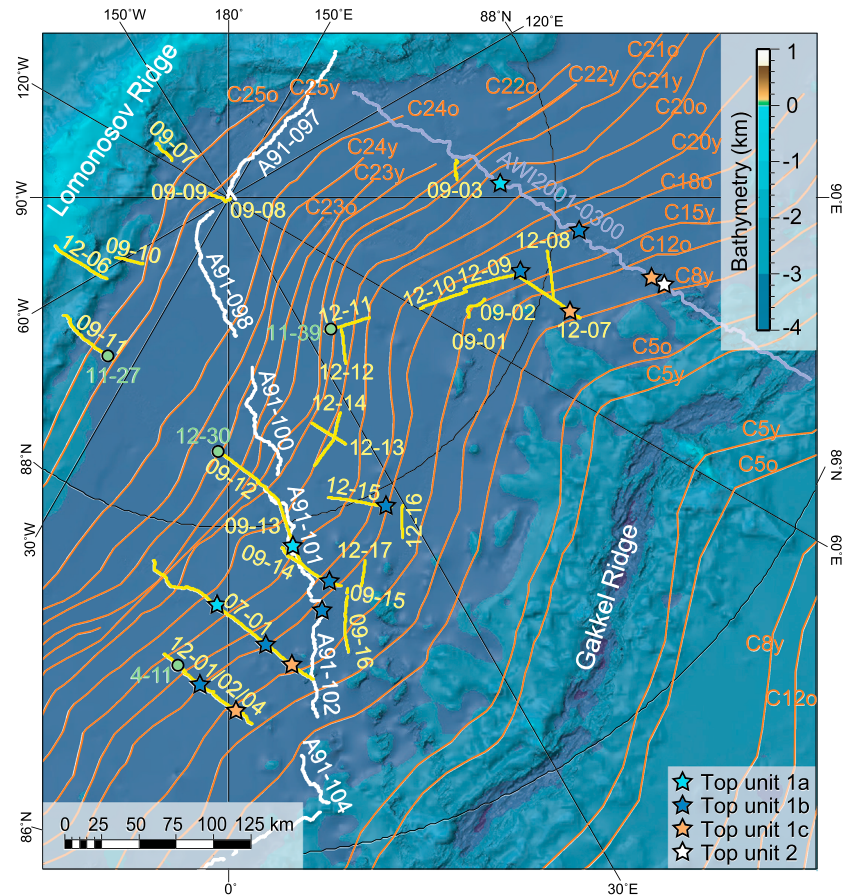 150°W
180°
150°E
88°N
120°E
120°W
90°W
60°W
88°N
30°W
86°N
0°
30°E
60°E
86°N
90°E
Lomonosov Ridge
Gakkel Ridge
C25o
C25y
C24o
C24y
C23y
C23o
C22o
C22y
C21o
C21y
C20o
C20y
C18o
C15y
C12o
C8y
C5o
C5y
C5y
C5o
C8y
C12o
A91-097
A91-098
A91-100
A91-101
A91-102
A91-104
AWI2001-0300
09-07
09-09
09-08
09-03
12-06
09-10
09-11
11-27
12-08
12-10
12-09
09-02
09-01
12-07
12-11
11-39
12-12
12-14
12-13
12-30
09-12
12-15
12-16
09-13
09-14
12-17
09-15
09-16
07-01
12-01/02/04
4-11
Bathymetry (km)
1
0
-1
-2
-3
-4
Top unit 1a
Top unit 1b
Top unit 1c
Top unit 2
0 25 50 75 100 125 km